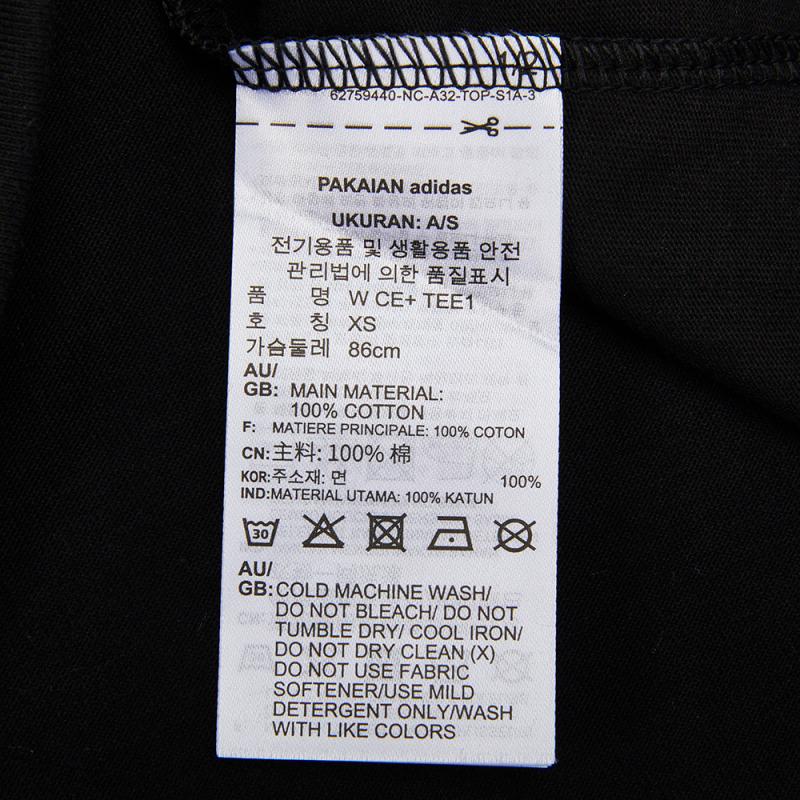 62759440-NC-A32-TOP-S1A-3
PAKAIAN adidas
UKURAN: A/S
전기용품 및 생활용품 안전
관리법에 의한 품질표시
품 명 W CE+ TEE1
호 칭 XS
가슴둘레 86cm
AU/
GB: MAIN MATERIAL:
100% COTTON
F: MATIERE PRINCIPALE: 100% COTON
CN: 主料: 100% 棉
KOR:주소재: 면 100%
IND:MATERIAL UTAMA: 100% KATUN
30
AU/
GB: COLD MACHINE WASH/
DO NOT BLEACH/ DO NOT
TUMBLE DRY/ COOL IRON/
DO NOT DRY CLEAN (X)
DO NOT USE FABRIC
SOFTENER/USE MILD
DETERGENT ONLY/WASH
WITH LIKE COLORS